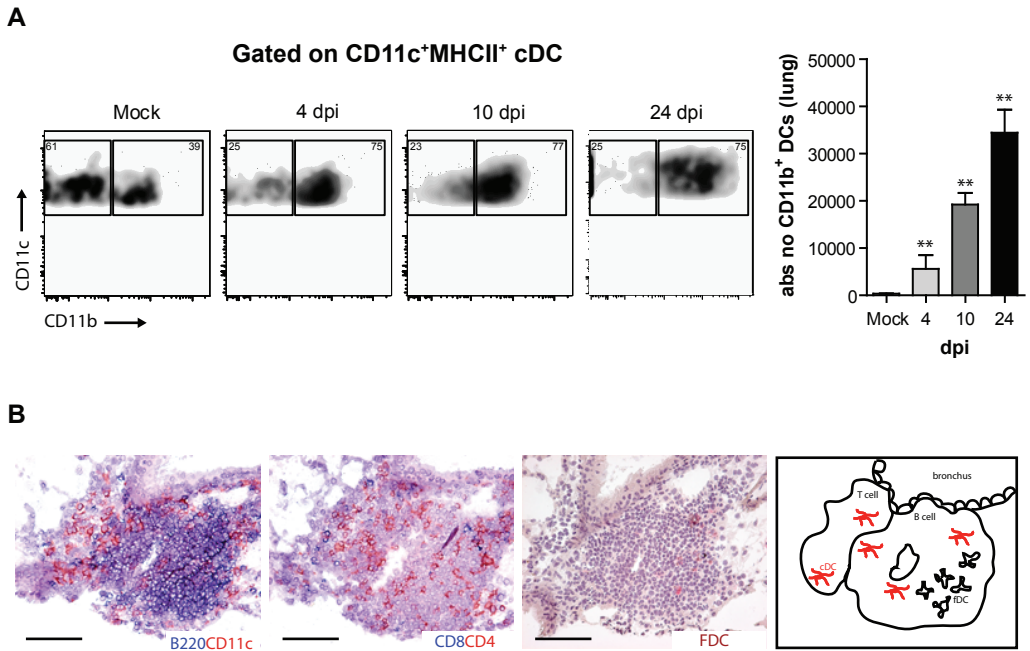 A
Gated on CD11c⁺MHCII⁺ cDC
Mock
4 dpi
10 dpi
24 dpi
61
39
25
75
23
77
25
75
CD11c
CD11b
abs no CD11b⁺ DCs (lung)
50000
40000
30000
20000
10000
0
**
**
**
Mock 4 10 24
dpi
B
B220CD11c
CD8CD4
FDC
bronchus
T cell
B cell
cDC
fDC